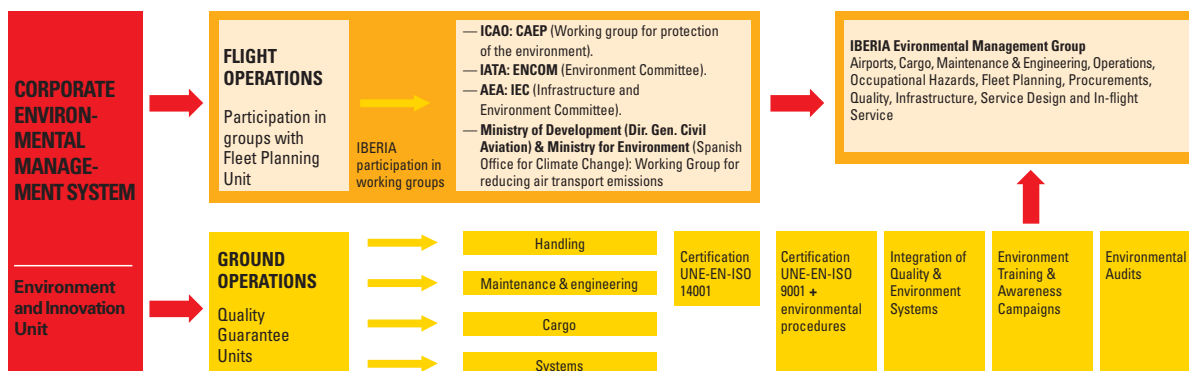 CORPORATE
ENVIRON-
MENTAL
MANAGE-
MENT SYSTEM
Environment
and Innovation
Unit
FLIGHT
OPERATIONS
Participation in
groups with
Fleet Planning
Unit
IBERIA
participation in
working groups
— ICAO: CAEP (Working group for protection
of the environment).
— IATA: ENCOM (Environment Committee).
— AEA: IEC (Infrastructure and
Environment Committee).
— Ministry of Development (Dir. Gen. Civil
Aviation) & Ministry for Environment (Spanish
Office for Climate Change): Working Group for
reducing air transport emissions
IBERIA Evironmental Management Group
Airports, Cargo, Maintenance & Engineering, Operations,
Occupational Hazards, Fleet Planning, Procurements,
Quality, Infrastructure, Service Design and In-flight
Service
GROUND
OPERATIONS
Quality
Guarantee
Units
Handling
Maintenance & engineering
Cargo
Systems
Certification
UNE-EN-ISO
14001
Certification
UNE-EN-ISO
9001 +
environmental
procedures
Integration of
Quality &
Environment
Systems
Environment
Training &
Awareness
Campaigns
Environmental
Audits